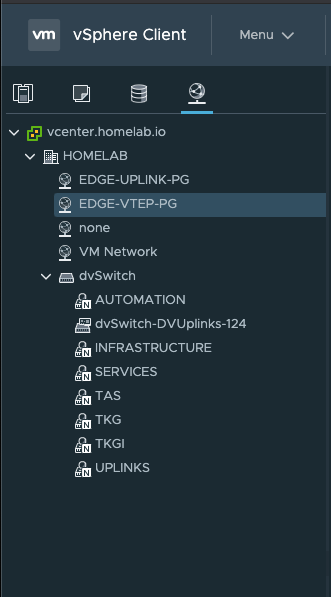 vm vSphere Client Menu
vcenter.homelab.io
HOMELAB
EDGE-UPLINK-PG
EDGE-VTEP-PG
none
VM Network
dvSwitch
N AUTOMATION
dvSwitch-DVUplinks-124
N INFRASTRUCTURE
N SERVICES
N TAS
N TKG
N TKGI
N UPLINKS